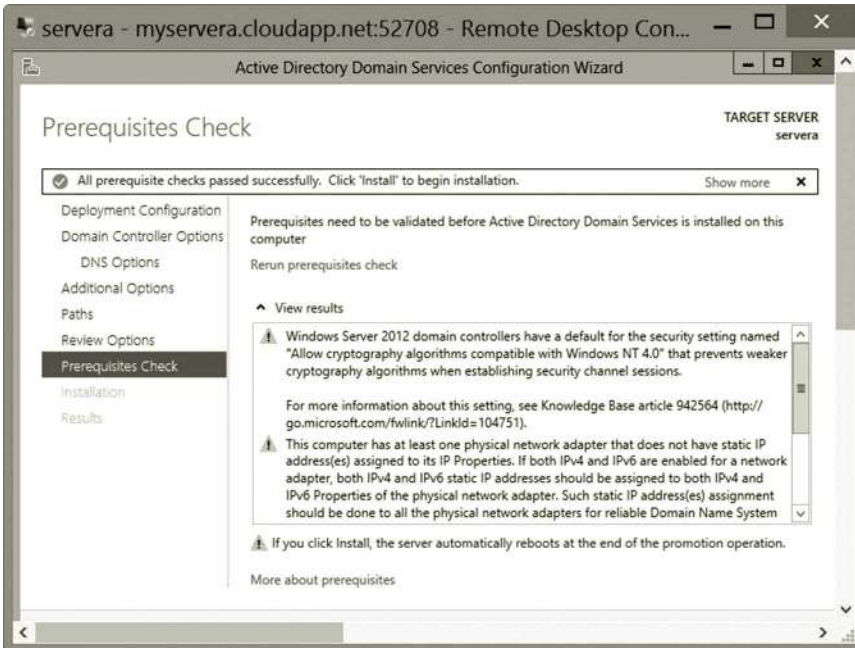 servera - myservera.cloudapp.net:52708 - Remote Desktop Con...
Active Directory Domain Services Configuration Wizard
Prerequisites Check
TARGET SERVER
servera
All prerequisite checks passed successfully. Click 'Install' to begin installation.
Show more
Deployment Configuration
Domain Controller Options
DNS Options
Additional Options
Paths
Review Options
Prerequisites Check
Installation
Results
Prerequisites need to be validated before Active Directory Domain Services is installed on this
computer
Rerun prerequisites check
View results
Windows Server 2012 domain controllers have a default for the security setting named
"Allow cryptography algorithms compatible with Windows NT 4.0" that prevents weaker
cryptography algorithms when establishing security channel sessions.
For more information about this setting, see Knowledge Base article 942564 (http://
go.microsoft.com/fwlink/?LinkId=104751).
This computer has at least one physical network adapter that does not have static IP
address(es) assigned to its IP Properties. If both IPv4 and IPv6 are enabled for a network
adapter, both IPv4 and IPv6 static IP addresses should be assigned to both IPv4 and
IPv6 Properties of the physical network adapter. Such static IP address(es) assignment
should be done to all the physical network adapters for reliable Domain Name System
If you click Install, the server automatically reboots at the end of the promotion operation.
More about prerequisites